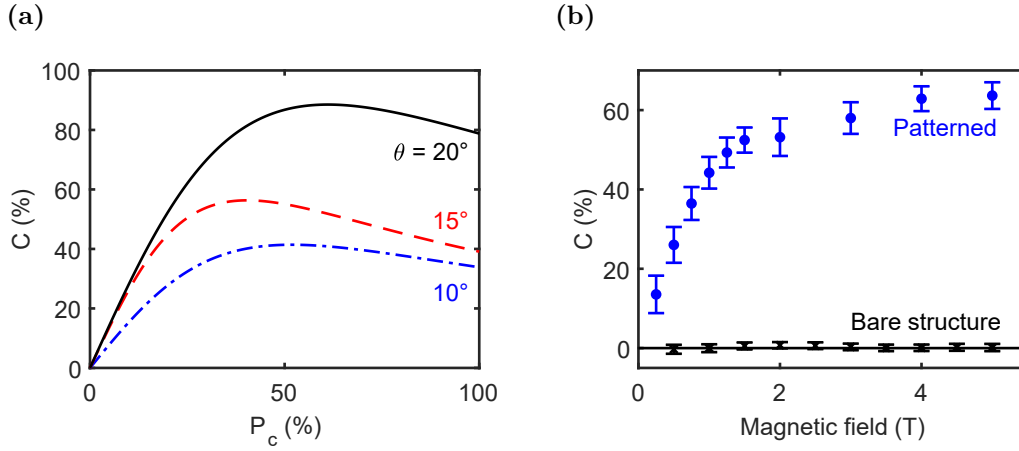 (a)
(b)
100
80
60
40
20
0
C (%)
θ = 20°
15°
10°
0
50
100
P_c (%)
60
40
20
0
C (%)
Patterned
Bare structure
0
2
4
Magnetic field (T)